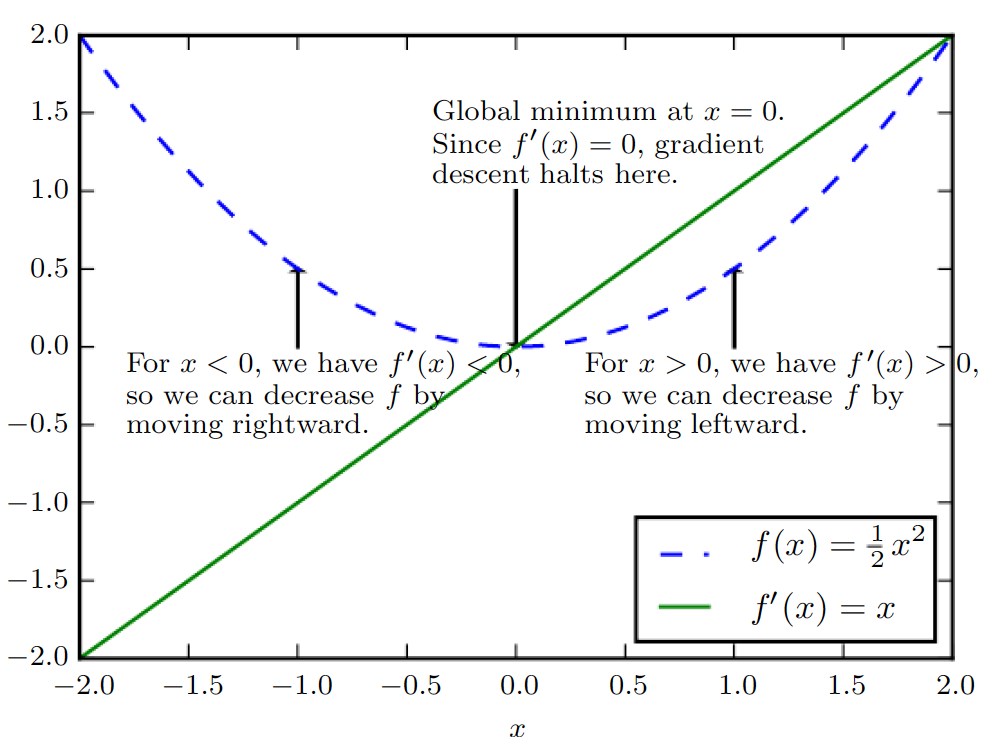 2.0
1.5
Global minimum at x = 0.
Since f′(x) = 0, gradient
descent halts here.
1.0
0.5
0.0
For x < 0, we have f′(x) < 0,
so we can decrease f by
moving rightward.
For x > 0, we have f′(x) > 0,
so we can decrease f by
moving leftward.
−0.5
−1.0
−1.5
−2.0
f(x) = ½x²
f′(x) = x
−2.0 −1.5 −1.0 −0.5 0.0 0.5 1.0 1.5 2.0
x